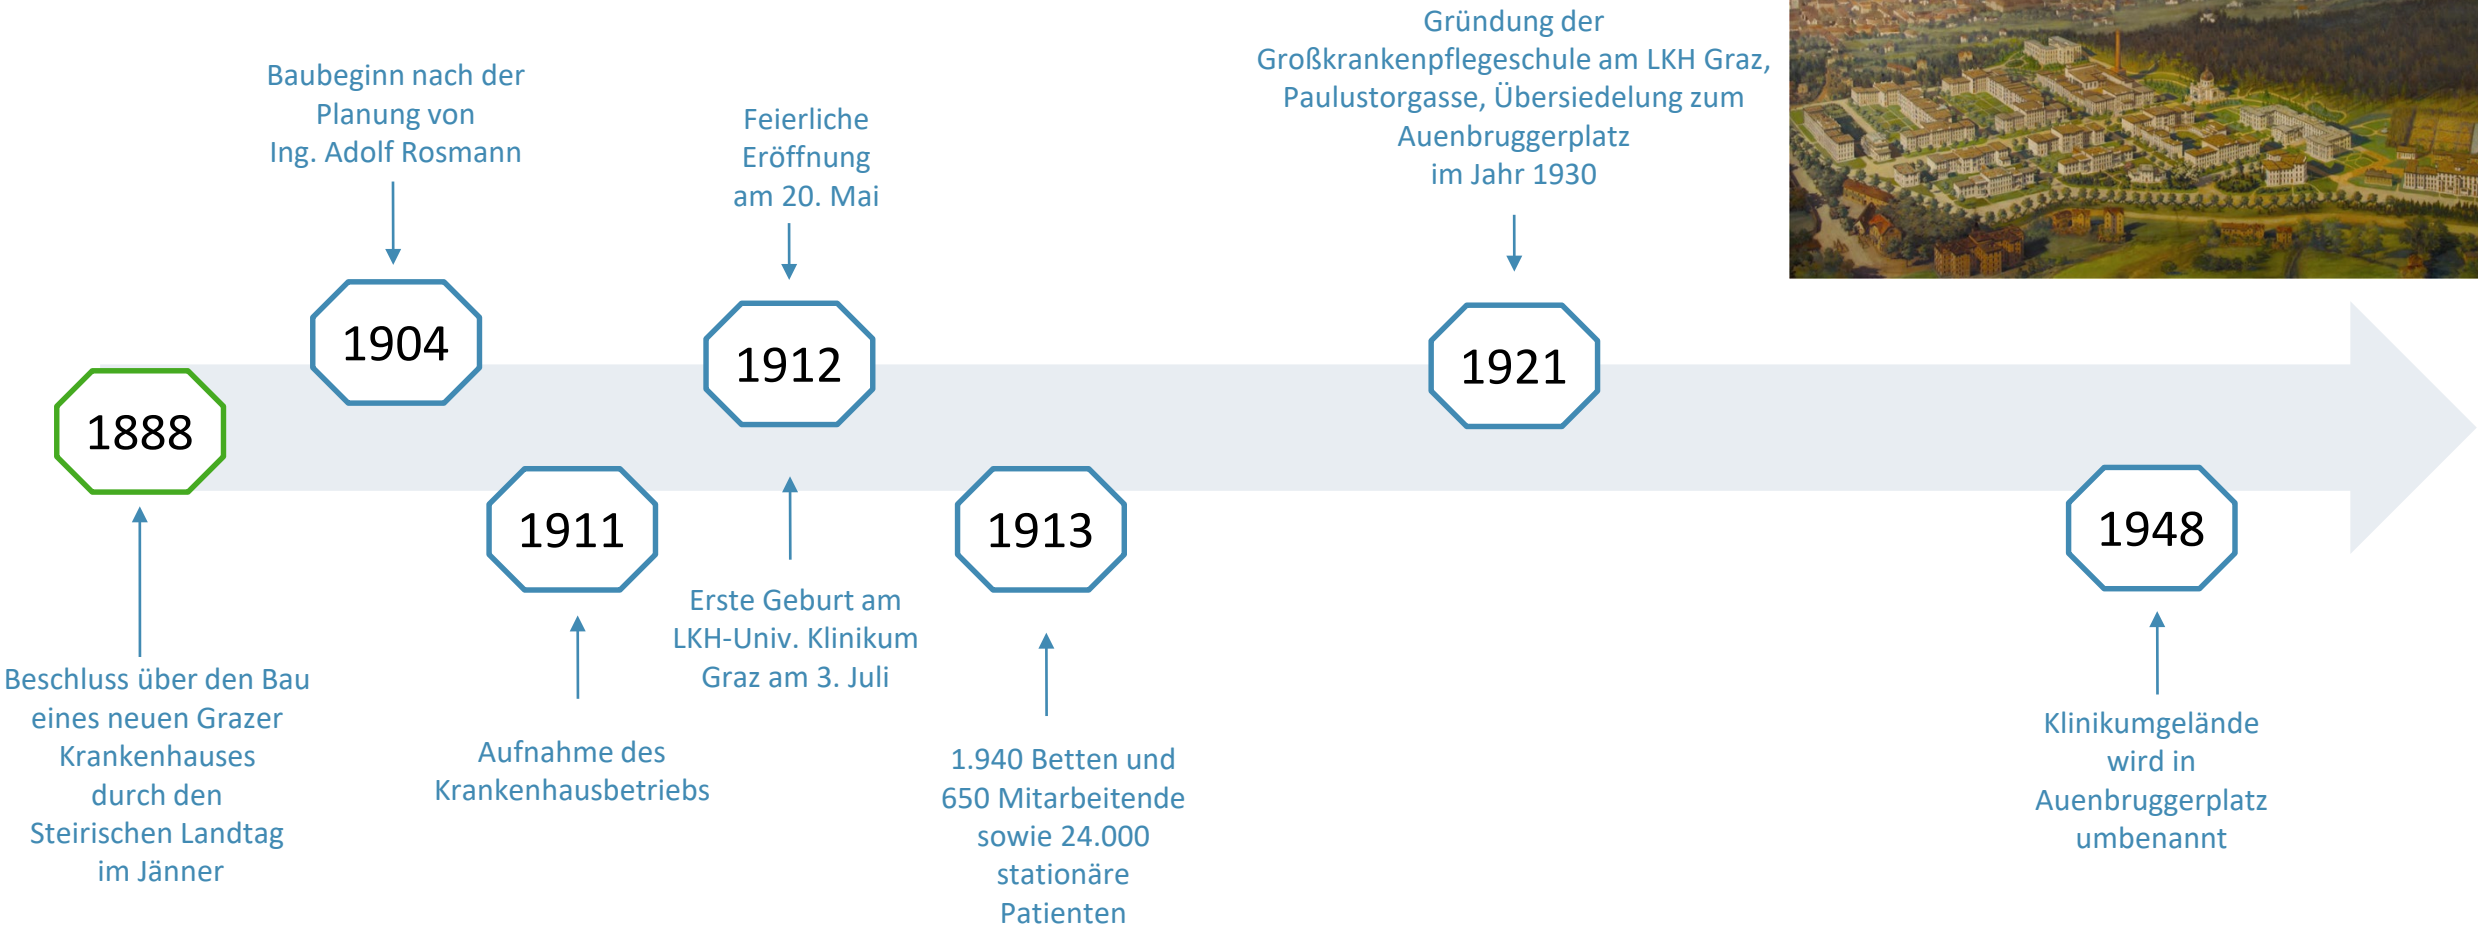 1888
Beschluss über den Bau
eines neuen Grazer
Krankenhauses
durch den
Steirischen Landtag
im Jänner
Baubeginn nach der
Planung von
Ing. Adolf Rosmann
1904
1911
Aufnahme des
Krankenhausbetriebs
Feierliche
Eröffnung
am 20. Mai
1912
Erste Geburt am
LKH-Univ. Klinikum
Graz am 3. Juli
1913
1.940 Betten und
650 Mitarbeitende
sowie 24.000
stationäre
Patienten
Gründung der
Großkrankenpflegeschule am LKH Graz,
Paulustorgasse, Übersiedelung zum
Auenbruggerplatz
im Jahr 1930
1921
1948
Klinikumgelände
wird in
Auenbruggerplatz
umbenannt